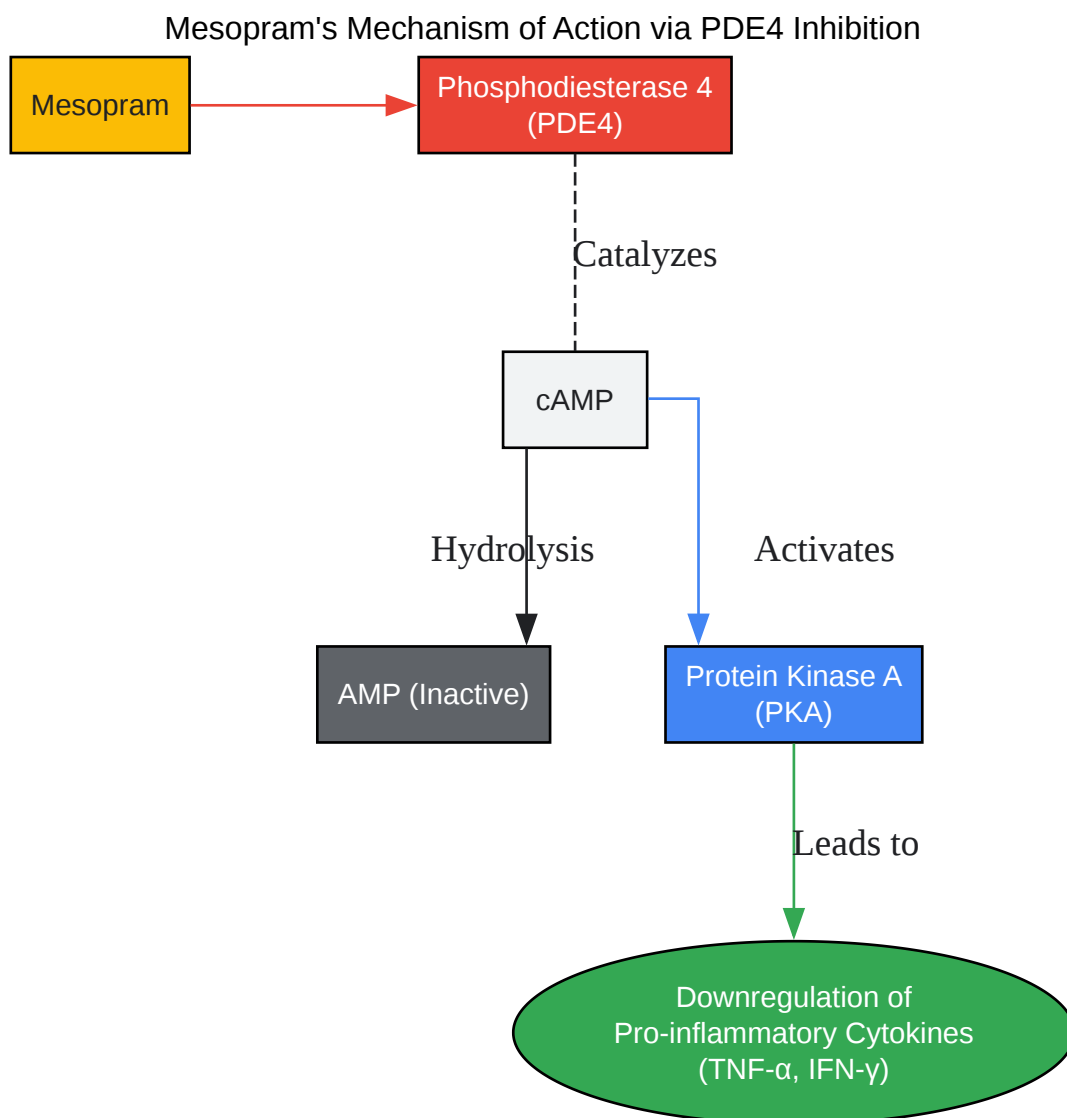 Mesopram's Mechanism of Action via PDE4 Inhibition
Mesopram
Phosphodiesterase 4
(PDE4)
Catalyzes
cAMP
Hydrolysis
Activates
AMP (Inactive)
Protein Kinase A
(PKA)
Leads to
Downregulation of
Pro-inflammatory Cytokines
(TNF-α, IFN-γ)